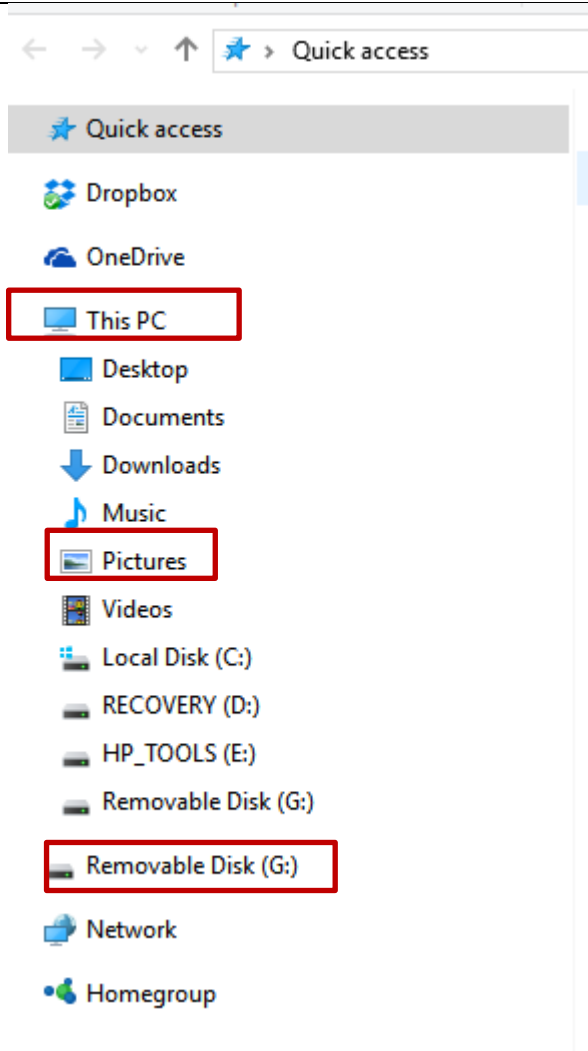 Quick access
Quick access
Dropbox
OneDrive
This PC
Desktop
Documents
Downloads
Music
Pictures
Videos
Local Disk (C:)
RECOVERY (D:)
HP_TOOLS (E:)
Removable Disk (G:)
Removable Disk (G:)
Network
Homegroup